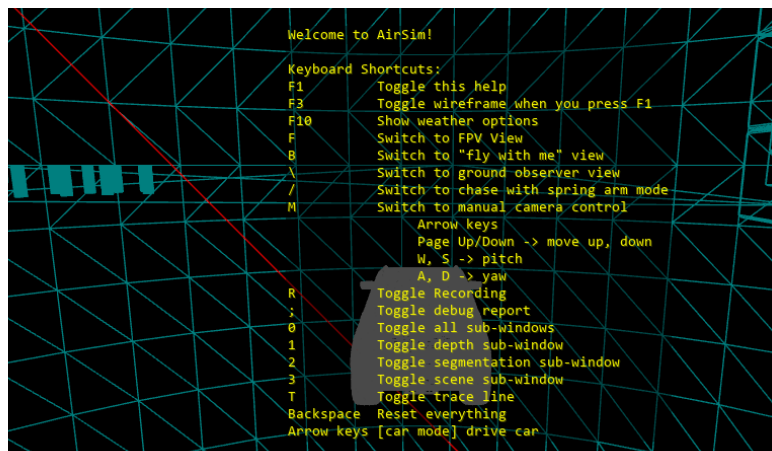 Welcome to AirSim!
Keyboard Shortcuts:
F1 Toggle this help
F3 Toggle wireframe when you press F1
F10 Show weather options
F Switch to FPV View
B Switch to "fly with me" view
\ Switch to ground observer view
/ Switch to chase with spring arm mode
M Switch to manual camera control
Arrow keys
Page Up/Down -> move up, down
W, S -> pitch
A, D -> yaw
R Toggle Recording
; Toggle debug report
0 Toggle all sub-windows
1 Toggle depth sub-window
2 Toggle segmentation sub-window
3 Toggle scene sub-window
T Toggle trace line
Backspace Reset everything
Arrow keys [car mode] drive car